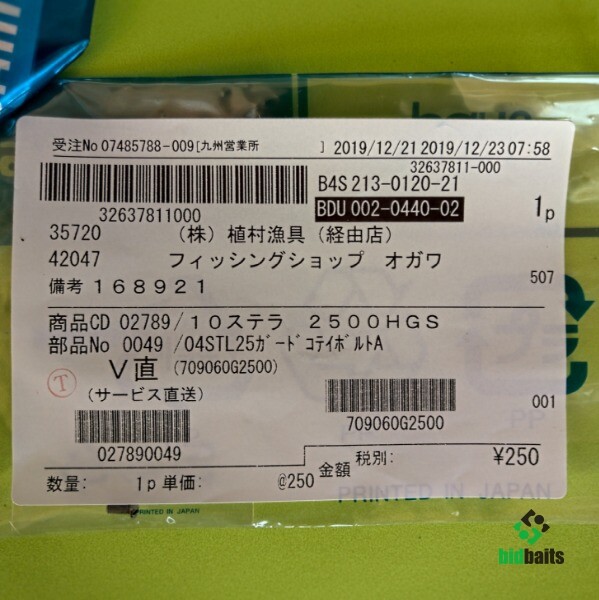 受注No 07485788-009[九州営業所 ] 2019/12/21 2019/12/23 07:58
32637811-000
B4S 213-0120-21
32637811000
BDU 002-0440-02 1p
35720 (株) 植村漁具(経由店)
42047 フィッシングショップ オガワ
備考 168921 507
商品CD 02789/10ステラ 2500HGS
部品No 0049 /04STL25ガードコテイボルトA
V直 (709060G2500)
T
(サービス直送)
001
709060G2500
027890049
税別: ¥250
数量: 1p 単価: @250 金額
PRINTED IN JAPAN
PRINTED IN JAPAN
PP
bidbaits